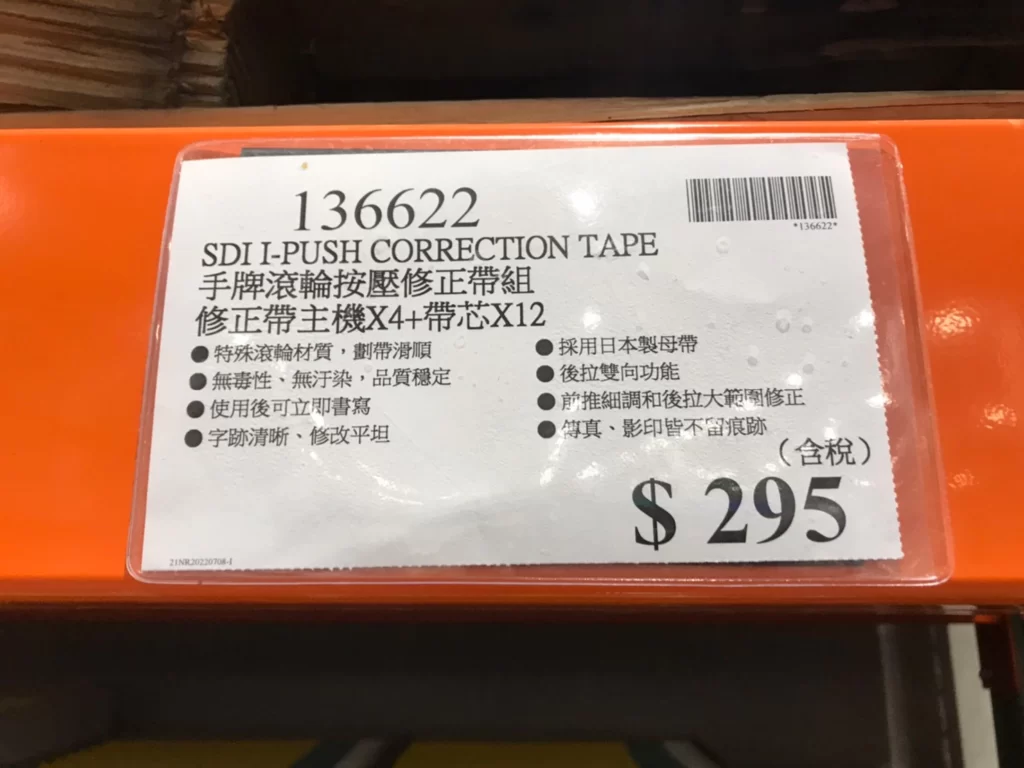 136622
*136622*
SDI I-PUSH CORRECTION TAPE
手牌滾輪按壓修正帶組
修正帶主機X4+帶芯X12
● 特殊滾輪材質，劃帶滑順
● 無毒性、無汙染，品質穩定
● 使用後可立即書寫
● 字跡清晰、修改平坦
● 採用日本製母帶
● 後拉雙向功能
● 前推細調和後拉大範圍修正
● 傳真、影印皆不留痕跡
（含稅）
$ 295
21NR20220708-I